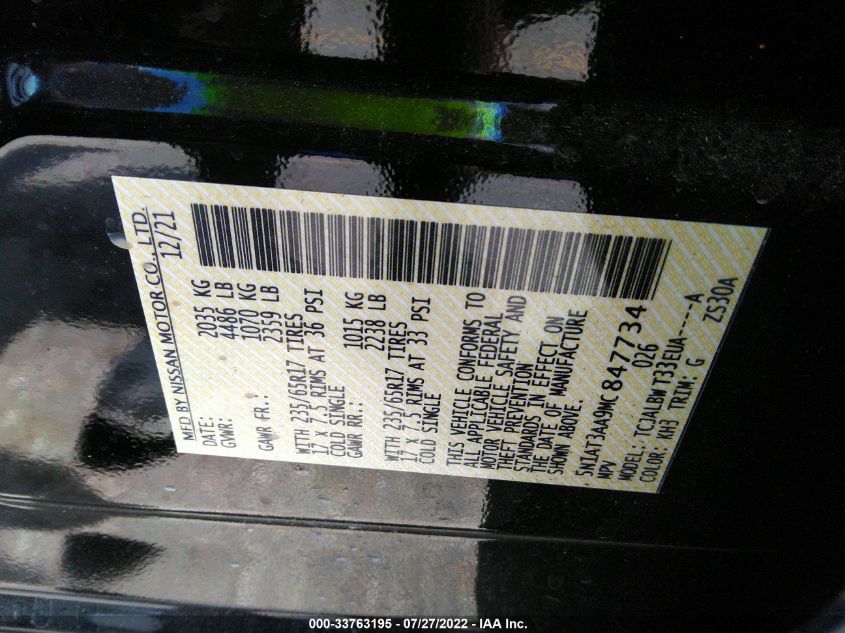 MFD BY NISSAN MOTOR CO., LTD.
DATE: 12/21
GVWR: 2035 KG
4486 LB
GAWR FR.: 1070 KG
2359 LB
WITH 235/65R17 TIRES
17 X 7.5 RIMS AT 36 PSI
COLD SINGLE
GAWR RR.: 1015 KG
2238 LB
WITH 235/65R17 TIRES
17 X 7.5 RIMS AT 33 PSI
COLD SINGLE
THIS VEHICLE CONFORMS TO
ALL APPLICABLE FEDERAL
MOTOR VEHICLE SAFETY AND
THEFT PREVENTION
STANDARDS IN EFFECT ON
THE DATE OF MANUFACTURE
SHOWN ABOVE.
5N1AT3AA9MC847734
MPV 026
MODEL: TCJALBWT33EUA-----A
COLOR: KH3 TRIM: G ZS30A
000-33763195 - 07/27/2022 - IAA Inc.